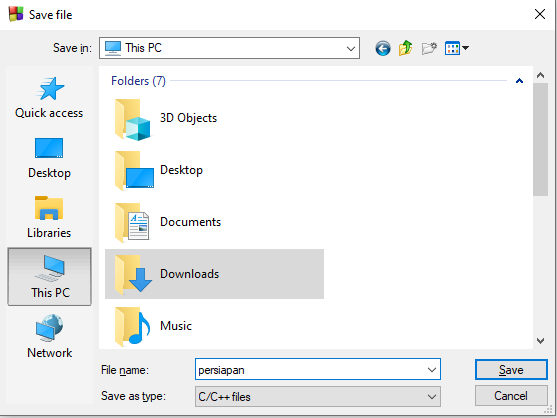 Save file
Save in:
This PC
Folders (7)
Quick access
3D Objects
Desktop
Desktop
Libraries
Documents
This PC
Downloads
Network
Music
File name:
persiapan
Save
Save as type:
C/C++ files
Cancel